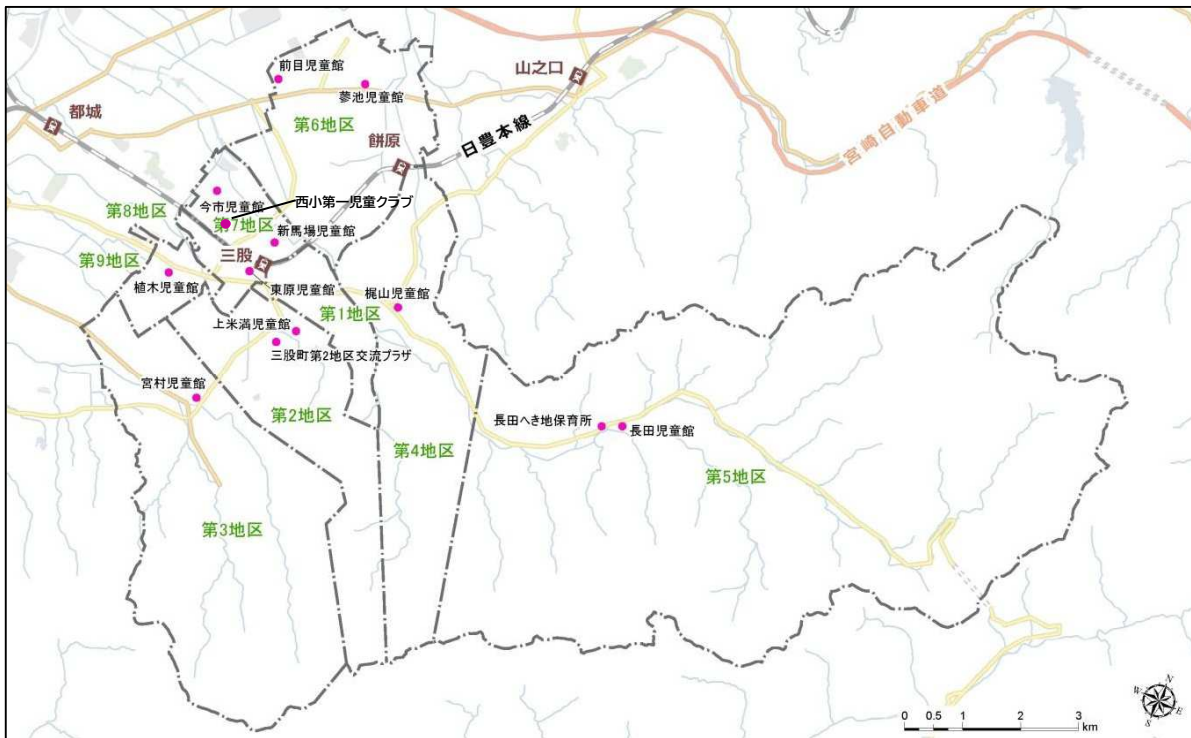 前目児童館
蓼池児童館
山之口
都城
第6地区
餅原
日豊本線
宮崎自動車道
今市児童館
西小第一児童クラブ
第8地区
第7地区
新馬場児童館
三股
第9地区
植木児童館
東原児童館
梶山児童館
第1地区
上米満児童館
三股町第2地区交流プラザ
宮村児童館
第2地区
長田へき地保育所
長田児童館
第4地区
第5地区
第3地区
N
W
E
S
0 0.5 1 2 3
km